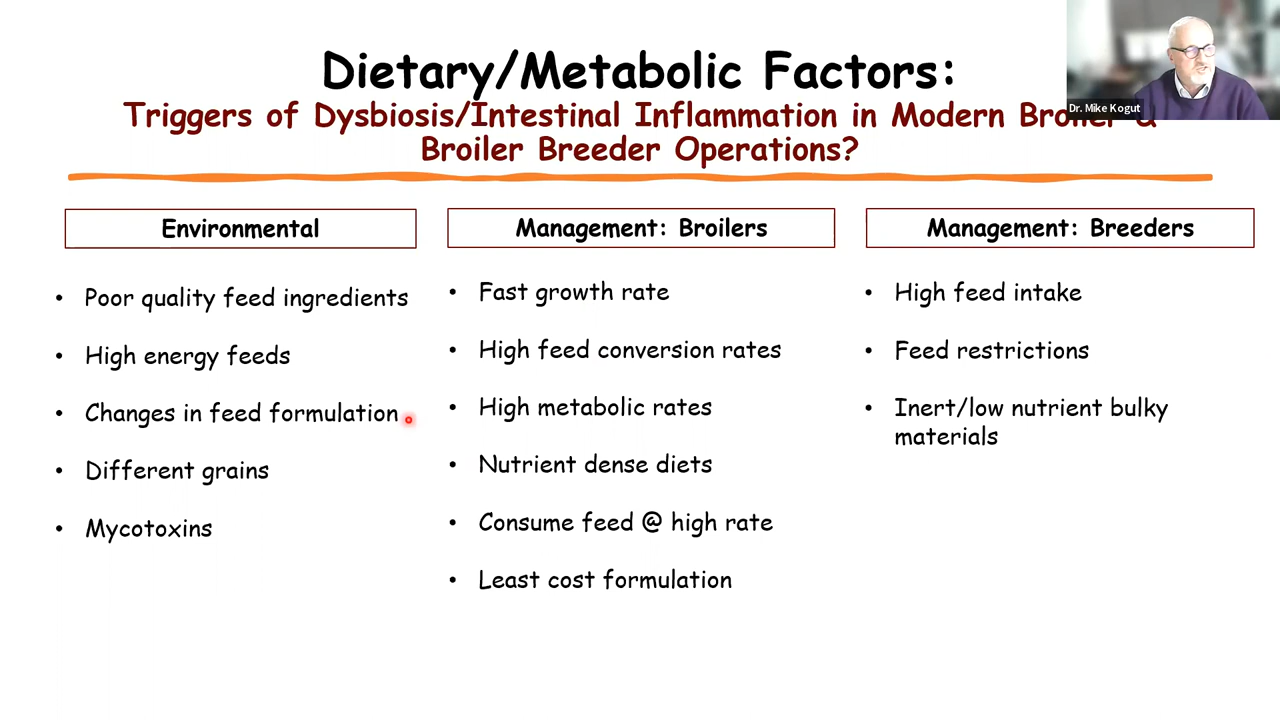 Dietary/Metabolic Factors:
Triggers of Dysbiosis/Intestinal Inflammation in Modern Broiler &
Broiler Breeder Operations?
Dr. Mike Kogut
Environmental
• Poor quality feed ingredients
• High energy feeds
• Changes in feed formulation
• Different grains
• Mycotoxins
Management: Broilers
• Fast growth rate
• High feed conversion rates
• High metabolic rates
• Nutrient dense diets
• Consume feed @ high rate
• Least cost formulation
Management: Breeders
• High feed intake
• Feed restrictions
• Inert/low nutrient bulky
materials